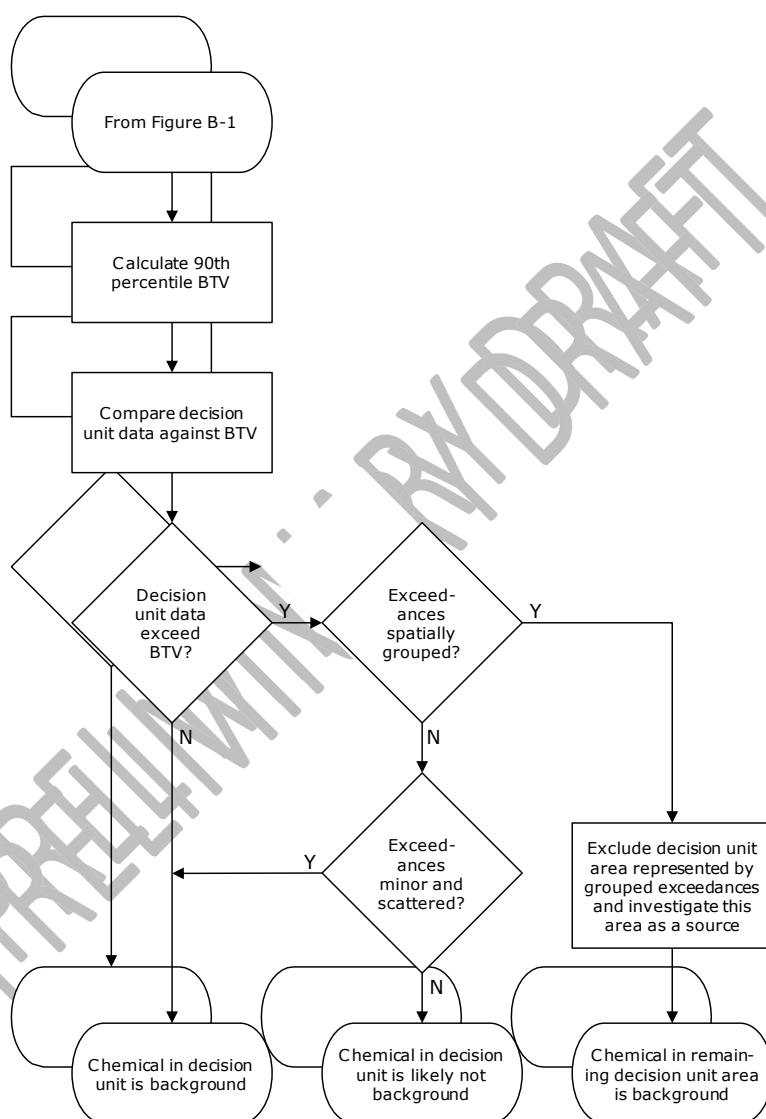 From Figure B-1
Calculate 90th
percentile BTV
Compare decision
unit data against BTV
Decision
unit data
exceed
BTV?
Y
Exceed-
ances
spatially
grouped?
Y
N
N
Exceed-
ances
minor and
scattered?
Y
Exclude decision unit
area represented by
grouped exceedances
and investigate this
area as a source
N
Chemical in decision
unit is background
Chemical in decision
unit is likely not
background
Chemical in remain-
ing decision unit area
is background